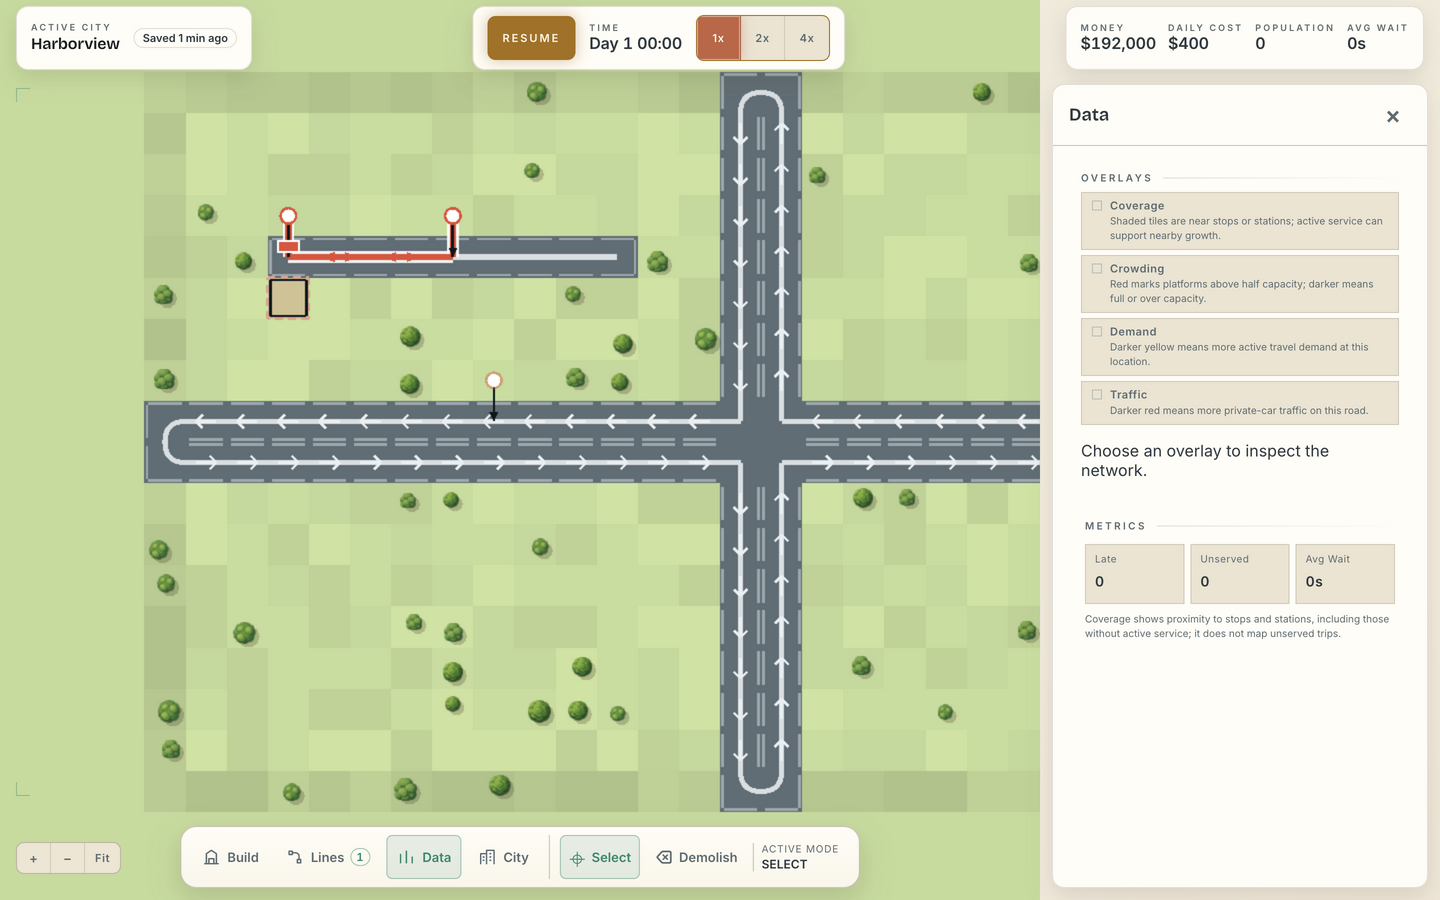 ACTIVE CITY
Harborview
Saved 1 min ago
RESUME
TIME
Day 1 00:00
1x
2x
4x
MONEY
$192,000
DAILY COST
$400
POPULATION
0
AVG WAIT
0s
Data
OVERLAYS
Coverage
Shaded tiles are near stops or stations; active service can
support nearby growth.
Crowding
Red marks platforms above half capacity; darker means
full or over capacity.
Demand
Darker yellow means more active travel demand at this
location.
Traffic
Darker red means more private-car traffic on this road.
Choose an overlay to inspect the
network.
METRICS
Late
0
Unserved
0
Avg Wait
0s
Coverage shows proximity to stops and stations, including those
without active service; it does not map unserved trips.
+
−
Fit
Build
Lines 1
Data
City
Select
Demolish
ACTIVE MODE
SELECT